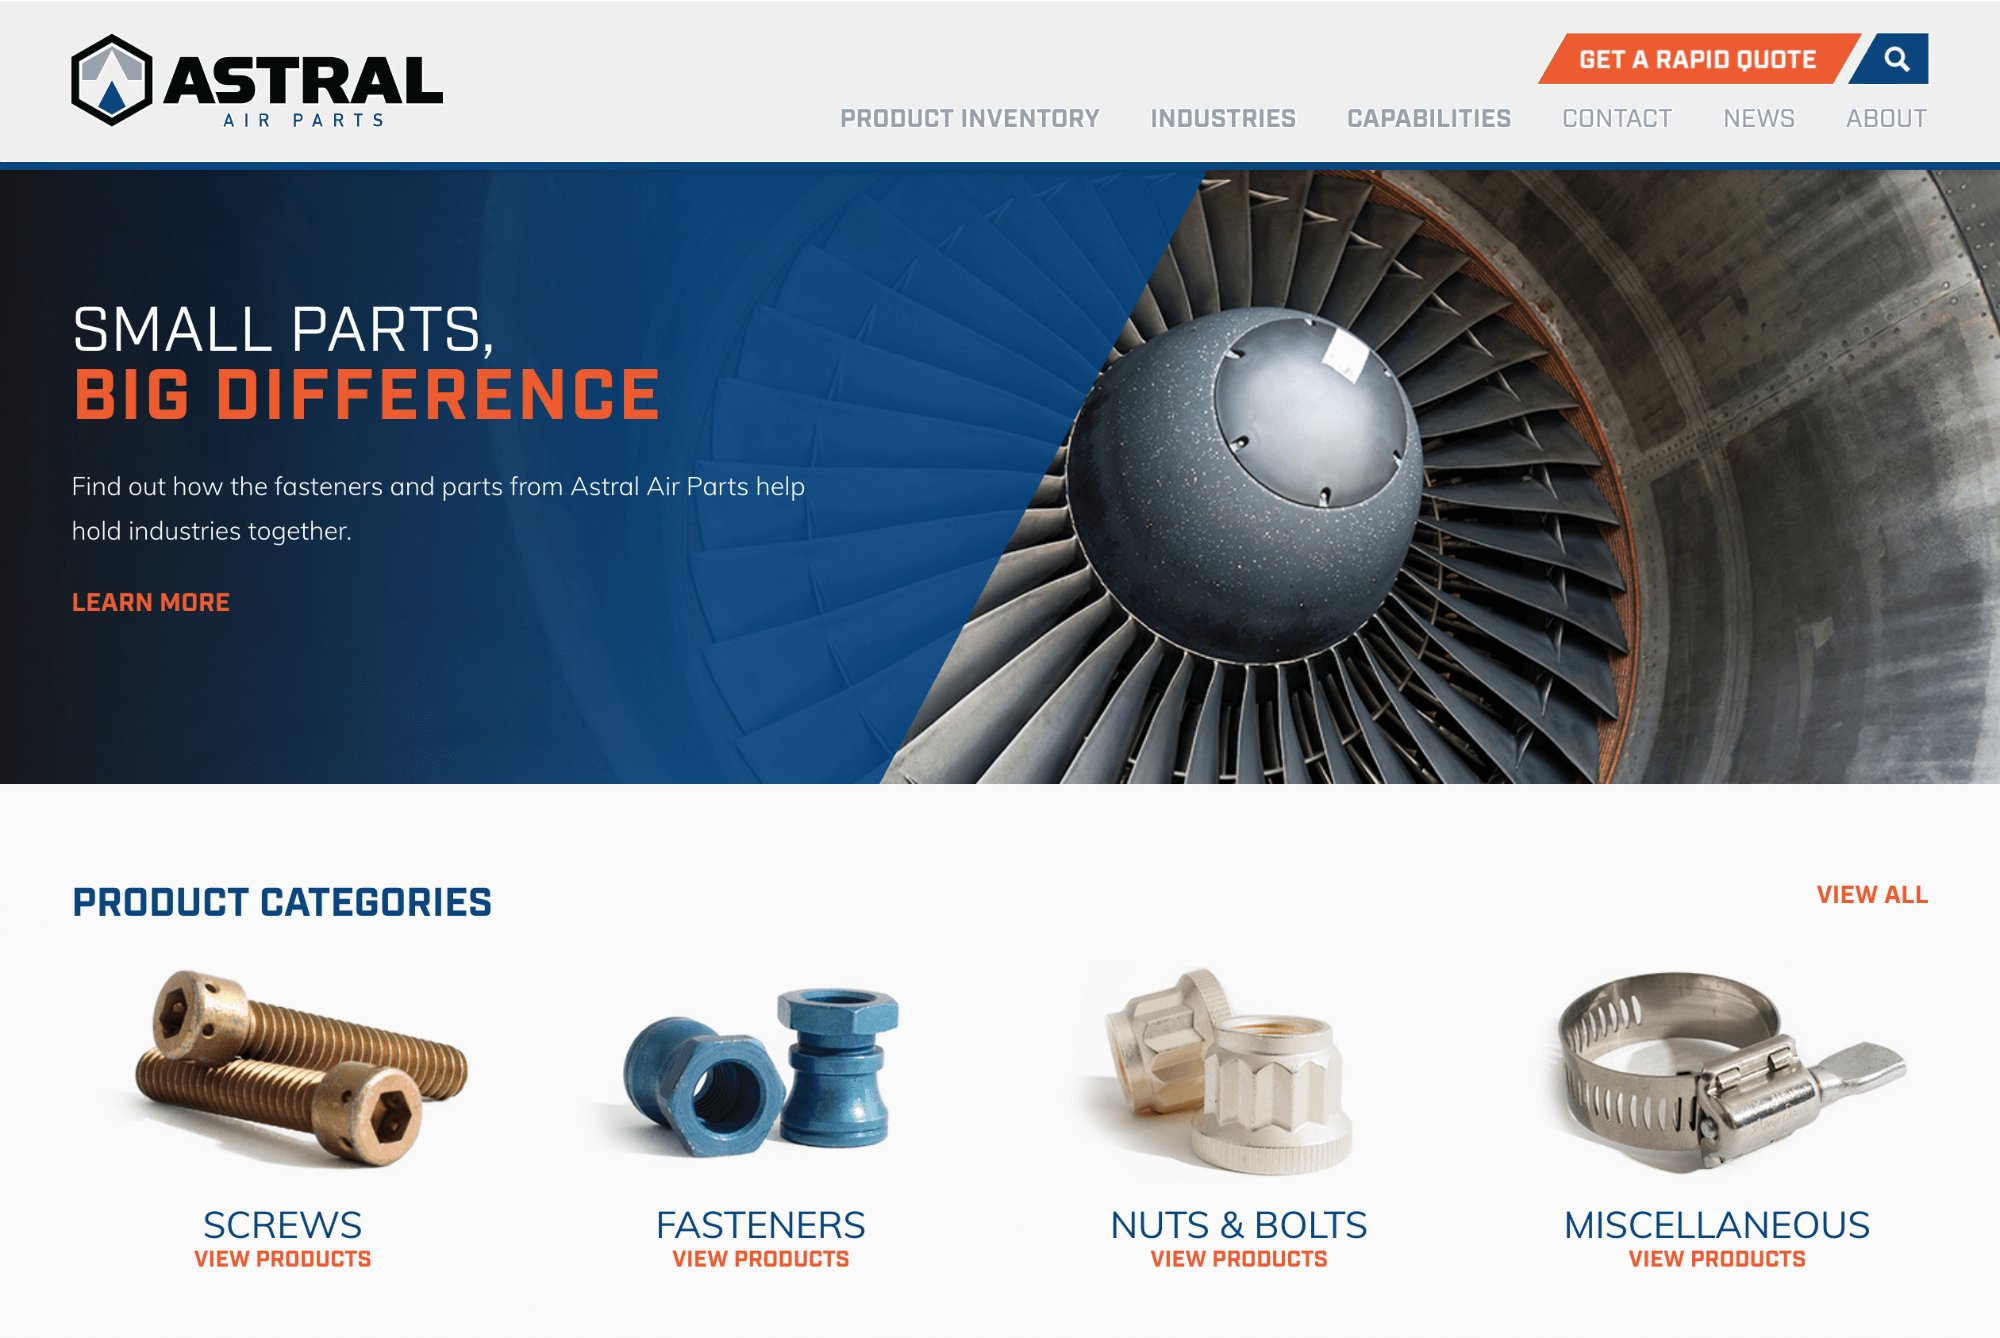 ASTRAL
AIR PARTS
GET A RAPID QUOTE
PRODUCT INVENTORY
INDUSTRIES
CAPABILITIES
CONTACT
NEWS
ABOUT
SMALL PARTS,
BIG DIFFERENCE
Find out how the fasteners and parts from Astral Air Parts help
hold industries together.
LEARN MORE
PRODUCT CATEGORIES
VIEW ALL
SCREWS
VIEW PRODUCTS
FASTENERS
VIEW PRODUCTS
NUTS & BOLTS
VIEW PRODUCTS
MISCELLANEOUS
VIEW PRODUCTS